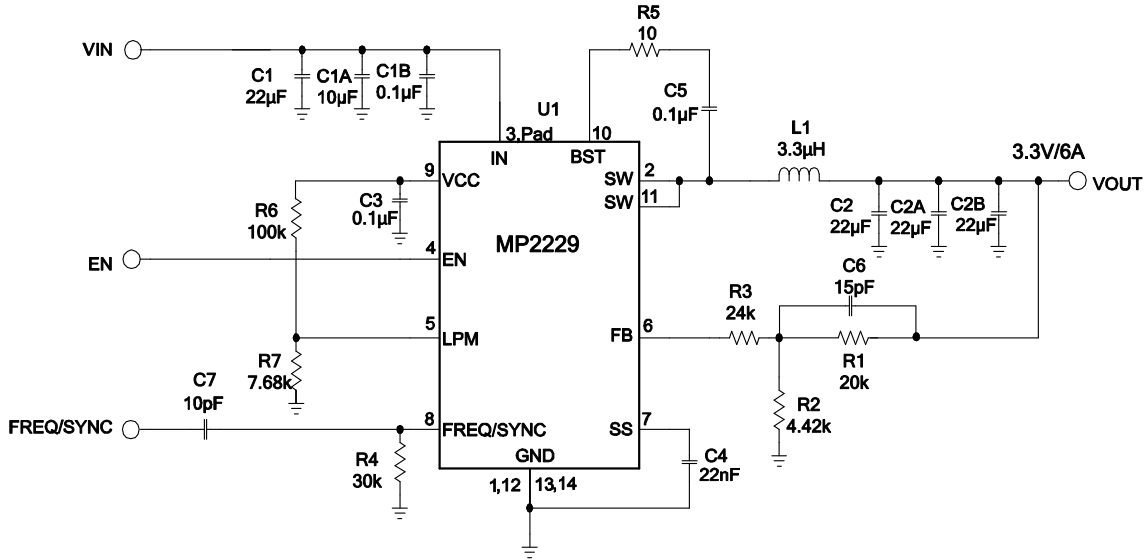 R5
10
VIN
C1
22µF
C1A
10µF
C1B
0.1µF
C5
0.1µF
U1
3,Pad
10
IN
BST
L1
3.3µH
3.3V/6A
9
VCC
SW
2
VOUT
SW
11
C3
0.1µF
R6
100k
C2
22µF
C2A
22µF
C2B
22µF
MP2229
EN
4
EN
C6
15pF
R3
24k
5
LPM
FB
6
R1
20k
R7
7.68k
C7
10pF
R2
4.42k
FREQ/SYNC
8
FREQ/SYNC
SS
7
R4
30k
GND
C4
22nF
1,12
13,14